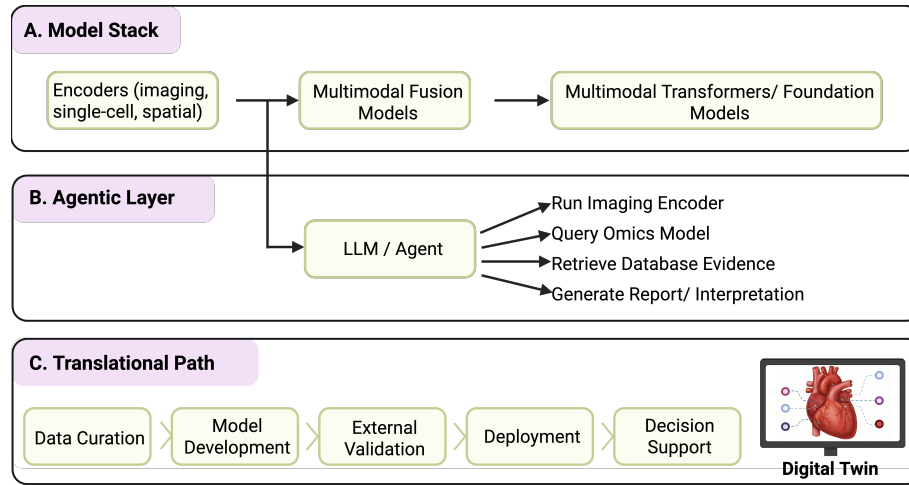 A. Model Stack
Encoders (imaging,
single-cell, spatial)
Multimodal Fusion
Models
Multimodal Transformers/ Foundation
Models
B. Agentic Layer
LLM / Agent
Run Imaging Encoder
Query Omics Model
Retrieve Database Evidence
Generate Report/ Interpretation
C. Translational Path
Data Curation
Model
Development
External
Validation
Deployment
Decision
Support
Digital Twin